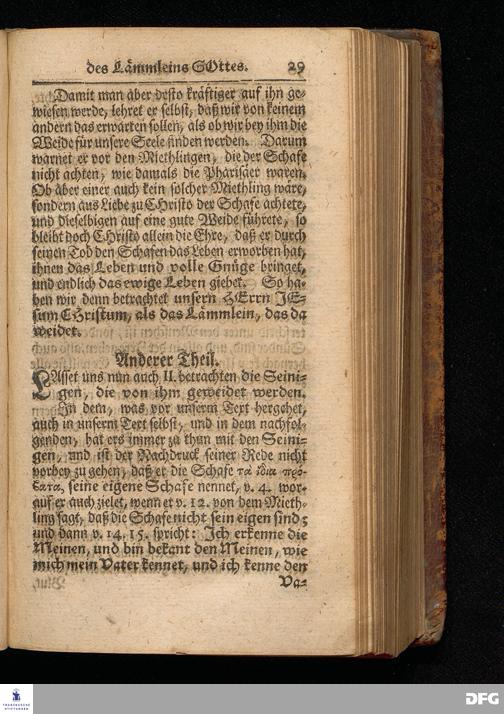 des Lämmleins GOttes. 29
Damit man aber desto kräftiger auf ihn ge-
wiesen werde, lehret er selbst, daß wir von keinem
andern das erwarten sollen, als ob wir bey ihm die
Weide für unsere Seele finden werden. Darum
warnet er vor den Miethlingen, die der Schafe
nicht achten, wie damals die Pharisäer waren.
Ob aber einer auch kein solcher Miethling wäre,
sondern aus Liebe zu CHristo der Schafe achtete,
und dieselbigen auf eine gute Weide führete, so
bleibt doch CHristo allein die Ehre, daß er durch
seinen Tod den Schafen das Leben erworben hat,
ihnen das Leben und volle Gnüge bringet,
und endlich das ewige Leben giebet. So ha-
ben wir denn betrachtet unsern HErrn JE-
sum CHristum, als das Lämmlein, das da
weidet.
Anderer Theil.
LAsset uns nun auch II. betrachten die Seini-
gen, die von ihm geweidet werden.
In dem, was vor unserm Text hergehet,
auch in unserm Text selbst, und in dem nachfol-
genden, hat ers immer zu thun mit den Seini-
gen, und ist der Nachdruck seiner Rede nicht
vorbey zu gehen, daß er die Schafe τὰ ἴδια πρό-
βατα, seine eigene Schafe nennet, v. 4. wor-
auf er auch zielet, wenn er v. 12. von dem Mieth-
ling sagt, daß die Schafe nicht sein eigen sind;
und dann v. 14. 15. spricht: Ich erkenne die
Meinen, und bin bekant den Meinen, wie
mich mein Vater kennet, und ich kenne den
Va-
FRANCKESCHE
STIFTUNGEN
DFG